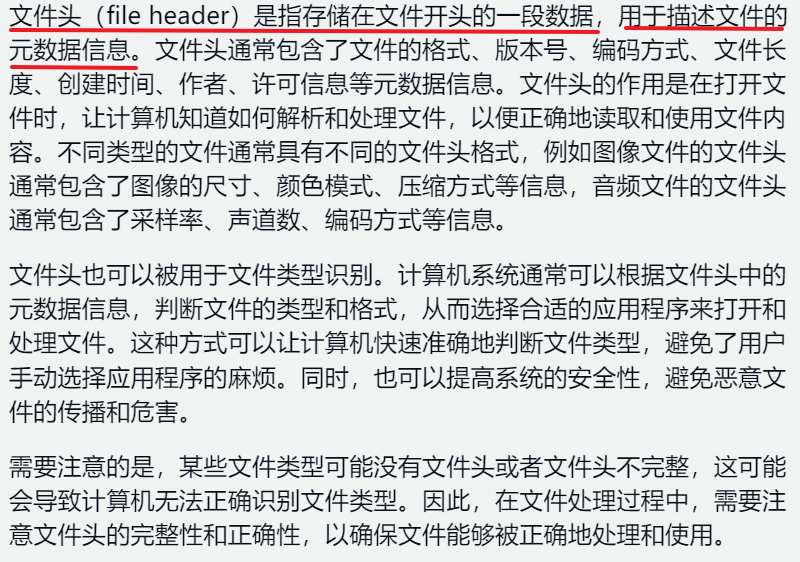 文件头（file header）是指存储在文件开头的一段数据，用于描述文件的
元数据信息。文件头通常包含了文件的格式、版本号、编码方式、文件长
度、创建时间、作者、许可信息等元数据信息。文件头的作用是在打开文
件时，让计算机知道如何解析和处理文件，以便正确地读取和使用文件内
容。不同类型的文件通常具有不同的文件头格式，例如图像文件的文件头
通常包含了图像的尺寸、颜色模式、压缩方式等信息，音频文件的文件头
通常包含了采样率、声道数、编码方式等信息。
文件头也可以被用于文件类型识别。计算机系统通常可以根据文件头中的
元数据信息，判断文件的类型和格式，从而选择合适的应用程序来打开和
处理文件。这种方式可以让计算机快速准确地判断文件类型，避免了用户
手动选择应用程序的麻烦。同时，也可以提高系统的安全性，避免恶意文
件的传播和危害。
需要注意的是，某些文件类型可能没有文件头或者文件头不完整，这可能
会导致计算机无法正确识别文件类型。因此，在文件处理过程中，需要注
意文件头的完整性和正确性，以确保文件能够被正确地处理和使用。